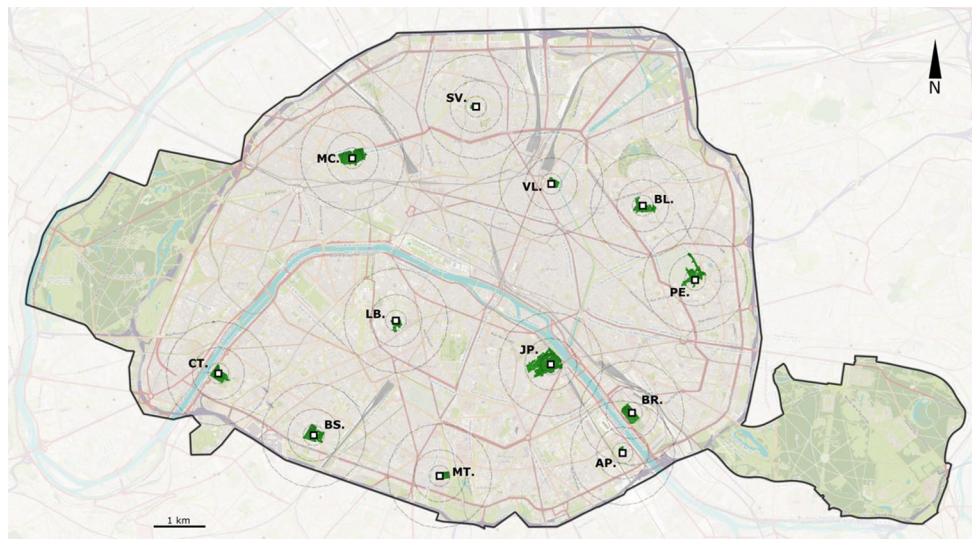 N
SV.
MC.
VL.
BL.
PE.
LB.
JP.
CT.
BR.
BS.
AP.
MT.
1 km